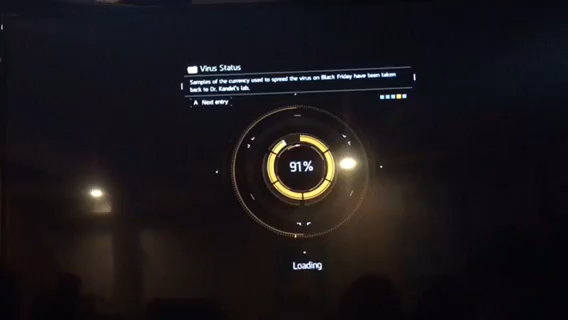 Virus Status
Samples of the currency used to spread the virus on Black Friday have been taken
back to Dr. Kandel's lab.
A Next entry
91%
Loading